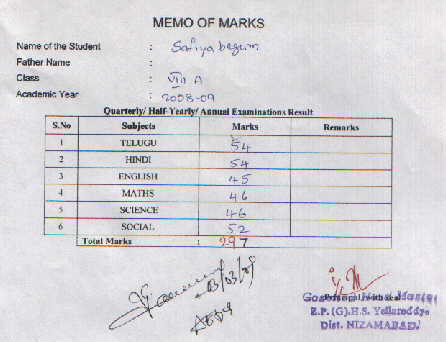 MEMO OF MARKS
Name of the Student : Safiya begum
Father Name :
Class : VII A
Academic Year : 2008-09
Quarterly/ Half-Yearly/ Annual Examinations Result
S.No Subjects Marks Remarks
1 TELUGU 54
2 HINDI 54
3 ENGLISH 45
4 MATHS 46
5 SCIENCE 46
6 SOCIAL 52
Total Marks : 297
Head Master
E.P. (G).H.S. Yellareddy
Dist. NIZAMABAD.